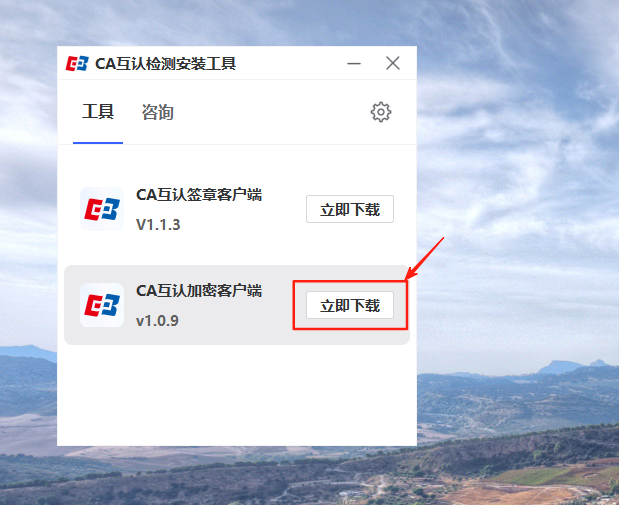 CA互认检测安装工具
工具 咨询
CA互认签章客户端
V1.1.3
立即下载
CA互认加密客户端
v1.0.9
立即下载